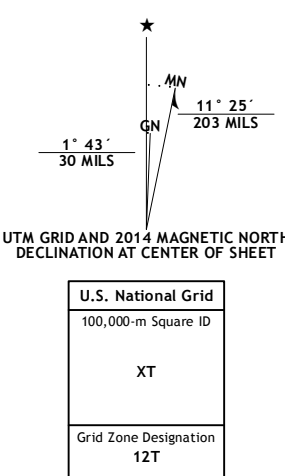 ★
MN
11° 25´
203 MILS
GN
1° 43´
30 MILS
UTM GRID AND 2014 MAGNETIC NORTH
DECLINATION AT CENTER OF SHEET
U.S. National Grid
100,000-m Square ID
XT
Grid Zone Designation
12T